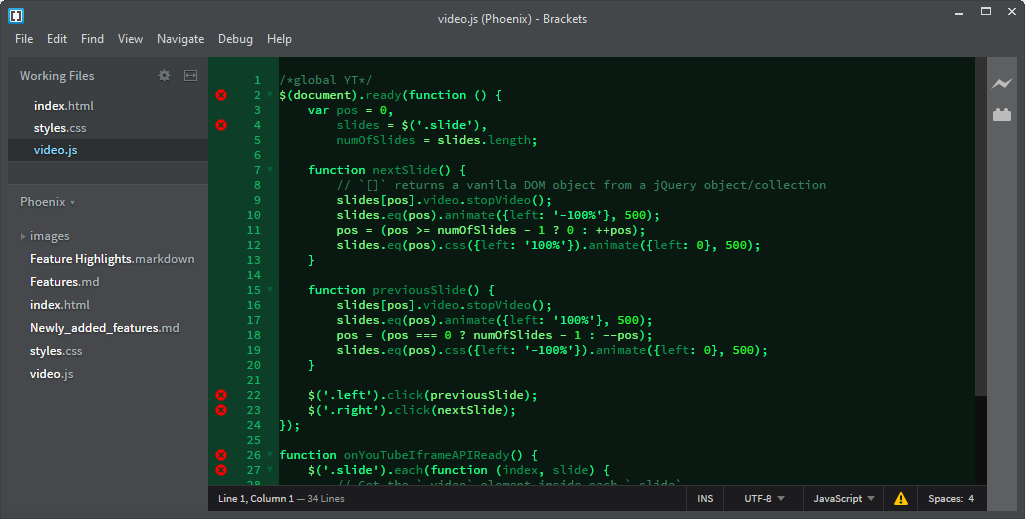 video.js (Phoenix) - Brackets
File Edit Find View Navigate Debug Help
Working Files
index.html
styles.css
video.js
Phoenix
images
Feature Highlights.markdown
Features.md
index.html
Newly_added_features.md
styles.css
video.js
1 /*global YT*/
2 $(document).ready(function () {
3 var pos = 0,
4 slides = $('.slide'),
5 numOfSlides = slides.length;
6
7 function nextSlide() {
8 // `[]` returns a vanilla DOM object from a jQuery object/collection
9 slides[pos].video.stopVideo();
10 slides.eq(pos).animate({left: '-100%'}, 500);
11 pos = (pos >= numOfSlides - 1 ? 0 : ++pos);
12 slides.eq(pos).css({left: '100%'}).animate({left: 0}, 500);
13 }
14
15 function previousSlide() {
16 slides[pos].video.stopVideo();
17 slides.eq(pos).animate({left: '100%'}, 500);
18 pos = (pos === 0 ? numOfSlides - 1 : --pos);
19 slides.eq(pos).css({left: '-100%'}).animate({left: 0}, 500);
20 }
21
22 $('.left').click(previousSlide);
23 $('.right').click(nextSlide);
24 });
25
26 function onYouTubeIframeAPIReady() {
27 $('.slide').each(function (index, slide) {
28 // Get the `.video` element inside each `.slide`
Line 1, Column 1 — 34 Lines INS UTF-8 JavaScript Spaces: 4